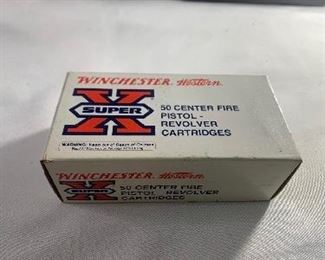 WINCHESTER Western
SUPER X
50 CENTER FIRE
PISTOL -
REVOLVER
CARTRIDGES
WARNING: Keep Out of Reach of Children
WINCHESTER Western
SUPER X
50 CENTER FIRE
PISTOL - REVOLVER
CARTRIDGES